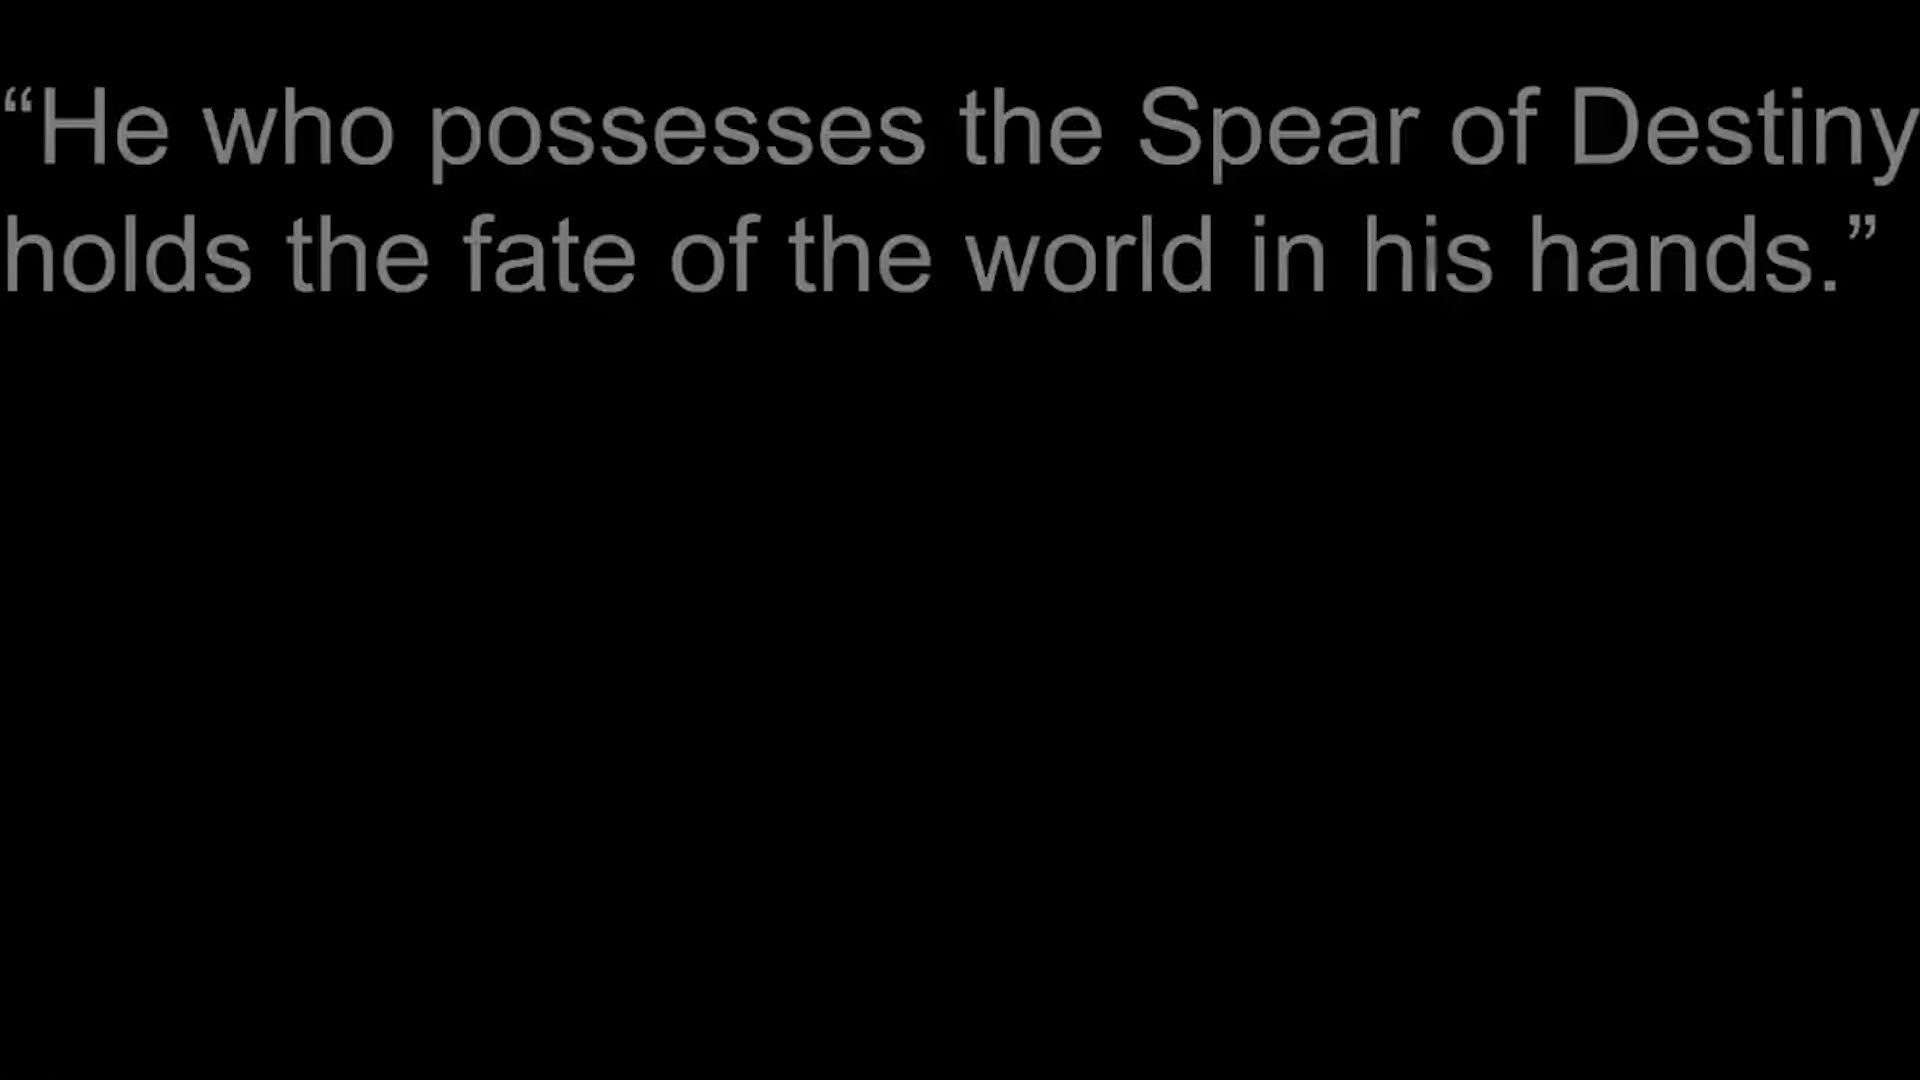 “He who possesses the Spear of Destiny
holds the fate of the world in his hands.”